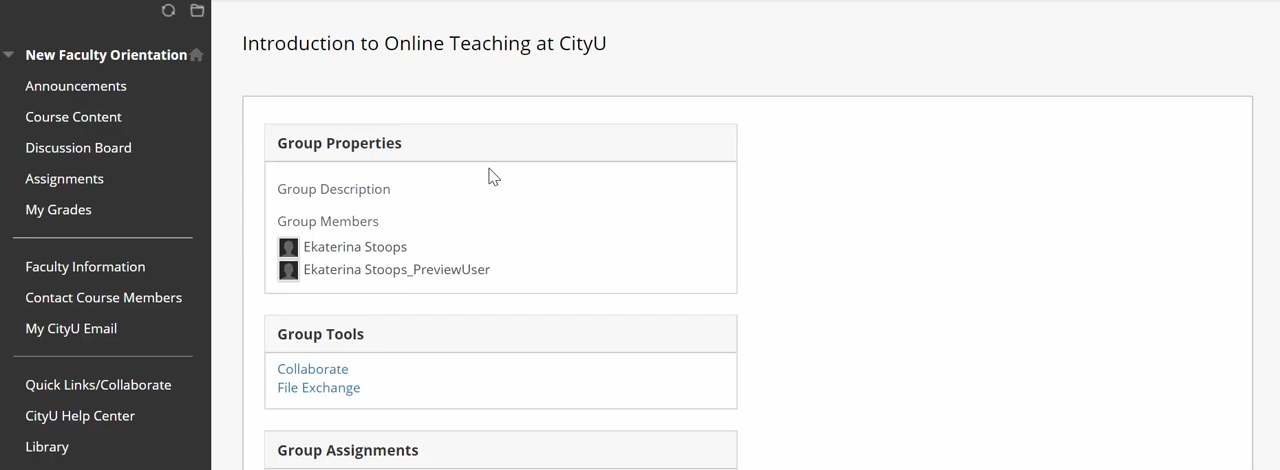 New Faculty Orientation
Announcements
Course Content
Discussion Board
Assignments
My Grades
Faculty Information
Contact Course Members
My CityU Email
Quick Links/Collaborate
CityU Help Center
Library
Introduction to Online Teaching at CityU
Group Properties
Group Description
Group Members
Ekaterina Stoops
Ekaterina Stoops_PreviewUser
Group Tools
Collaborate
File Exchange
Group Assignments